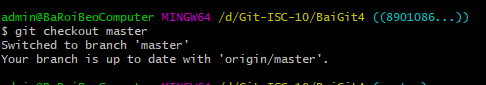 admin@BaRoiBeoComputer MINGW64 /d/Git-ISC-10/BaiGit4 ((8901086...))
$ git checkout master
Switched to branch 'master'
Your branch is up to date with 'origin/master'.